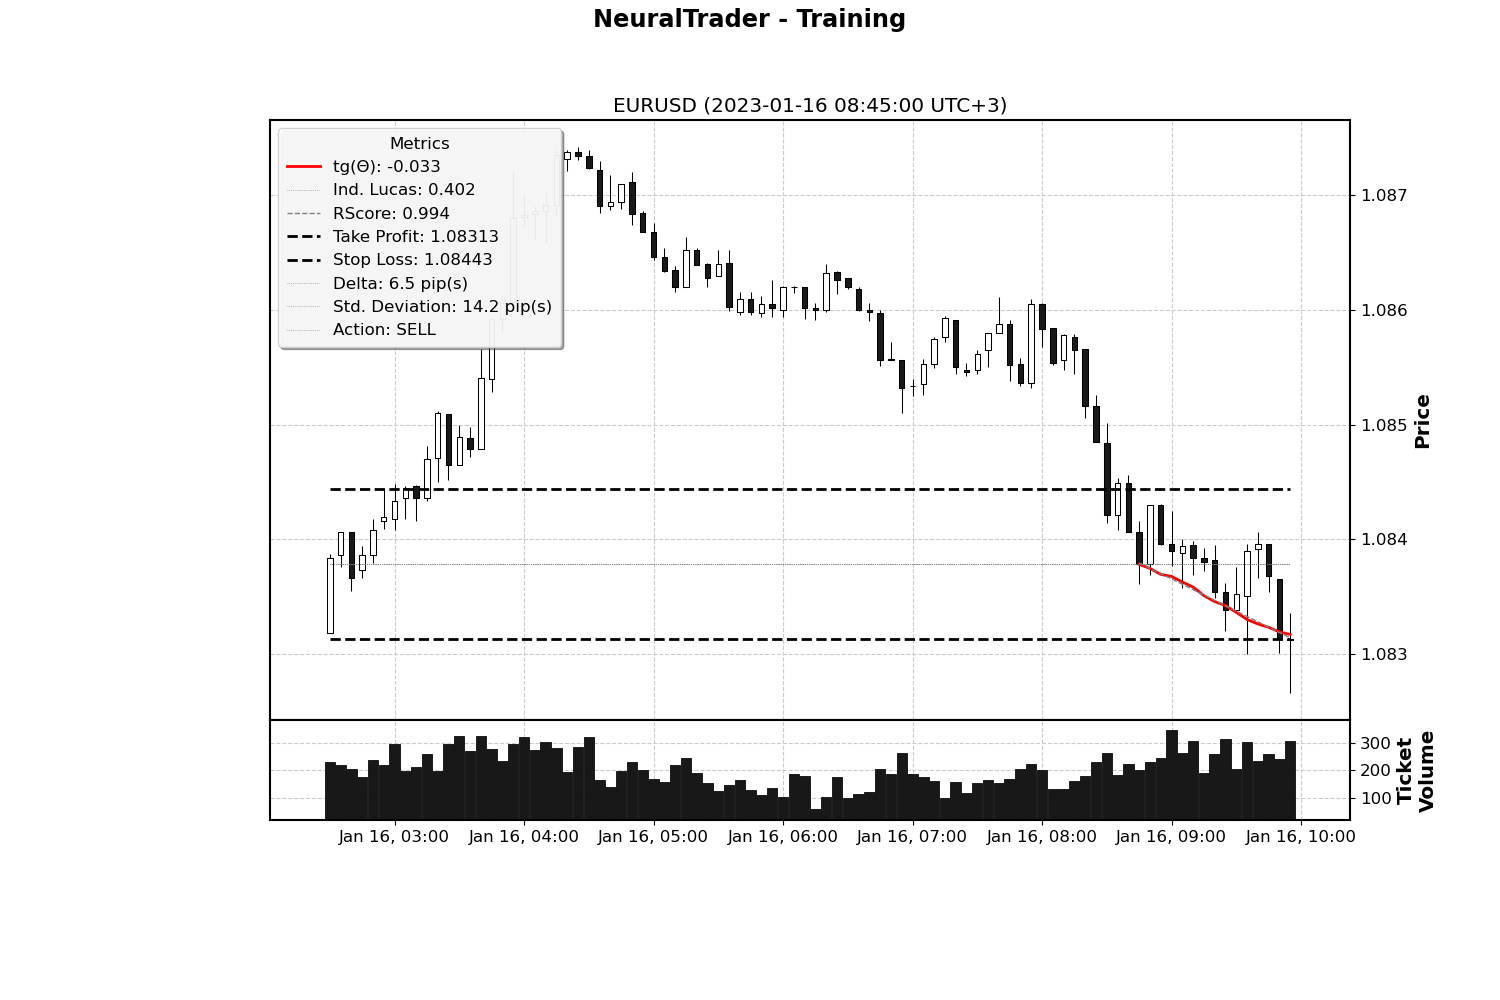 NeuralTrader - Training
EURUSD (2023-01-16 08:45:00 UTC+3)
Metrics
tg(Θ): -0.033
Ind. Lucas: 0.402
RScore: 0.994
Take Profit: 1.08313
Stop Loss: 1.08443
Delta: 6.5 pip(s)
Std. Deviation: 14.2 pip(s)
Action: SELL
1.087
1.086
1.085
1.084
1.083
Price
300
200
100
Ticket
Volume
Jan 16, 03:00
Jan 16, 04:00
Jan 16, 05:00
Jan 16, 06:00
Jan 16, 07:00
Jan 16, 08:00
Jan 16, 09:00
Jan 16, 10:00